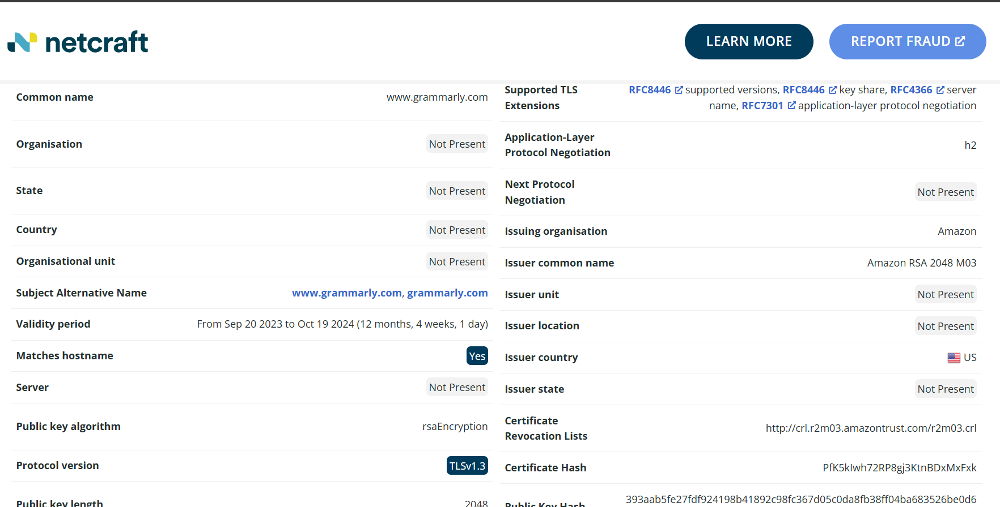 netcraft
LEARN MORE
REPORT FRAUD
Common name www.grammarly.com
Organisation Not Present
State Not Present
Country Not Present
Organisational unit Not Present
Subject Alternative Name www.grammarly.com, grammarly.com
Validity period From Sep 20 2023 to Oct 19 2024 (12 months, 4 weeks, 1 day)
Matches hostname Yes
Server Not Present
Public key algorithm rsaEncryption
Protocol version TLSv1.3
Public key length 2048
Supported TLS RFC8446 supported versions, RFC8446 key share, RFC4366 server
Extensions name, RFC7301 application-layer protocol negotiation
Application-Layer
Protocol Negotiation h2
Next Protocol
Negotiation Not Present
Issuing organisation Amazon
Issuer common name Amazon RSA 2048 M03
Issuer unit Not Present
Issuer location Not Present
Issuer country US
Issuer state Not Present
Certificate
Revocation Lists http://crl.r2m03.amazontrust.com/r2m03.crl
Certificate Hash PfK5kIwh72RP8gj3KtnBDxMxFxk
Public Key Hash 393aab5fe27fdf924198b41892c98fc367d05c0da8fb38ff04ba683526be0d6